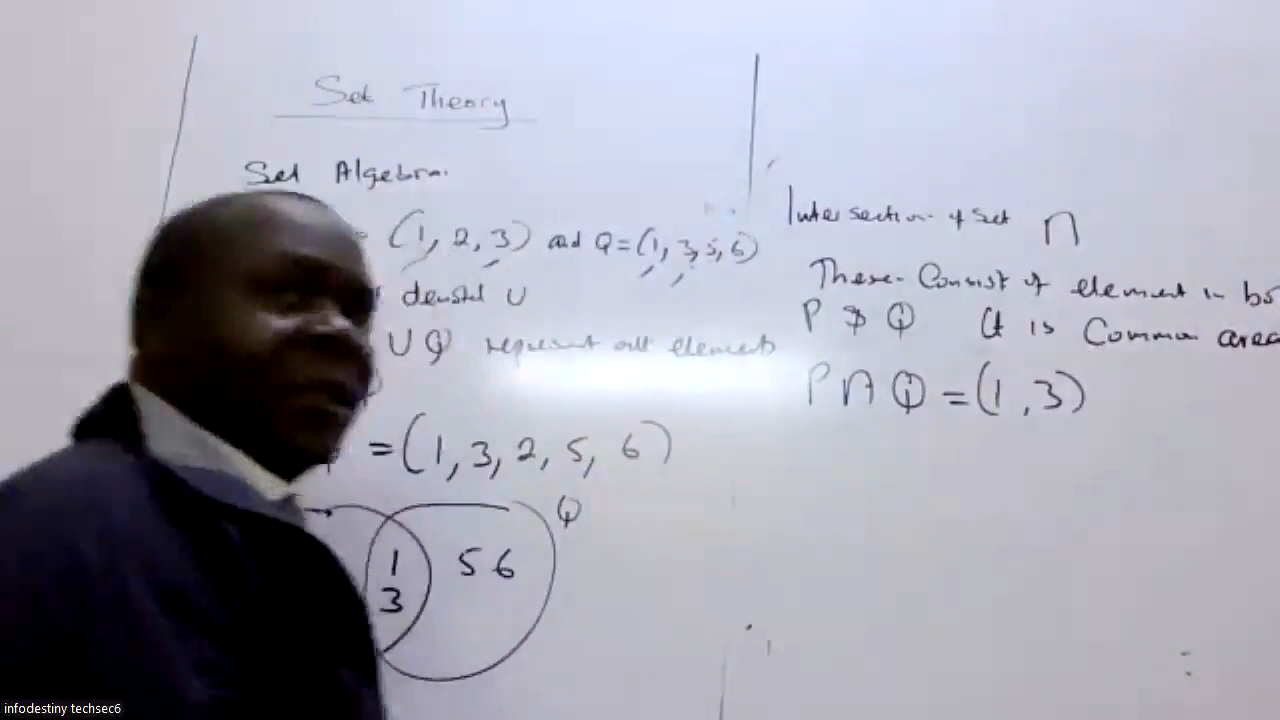 Set Theory
Set Algebra.
= (1, 2, 3) and Q = (1, 3, 5, 6)
denoted U
U Q represent all elements
= (1, 3, 2, 5, 6)
Q
1 5 6
3
Intersection of set ∩
These Consist of element in bo
P & Q It is Common area
P ∩ Q = (1, 3)
infodestiny techsec6